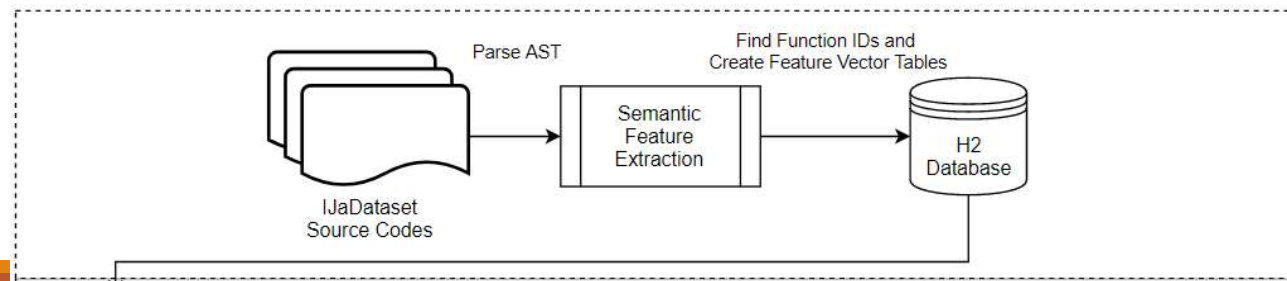 Parse AST
Find Function IDs and
Create Feature Vector Tables
Semantic
Feature
Extraction
H2
Database
IJaDataset
Source Codes